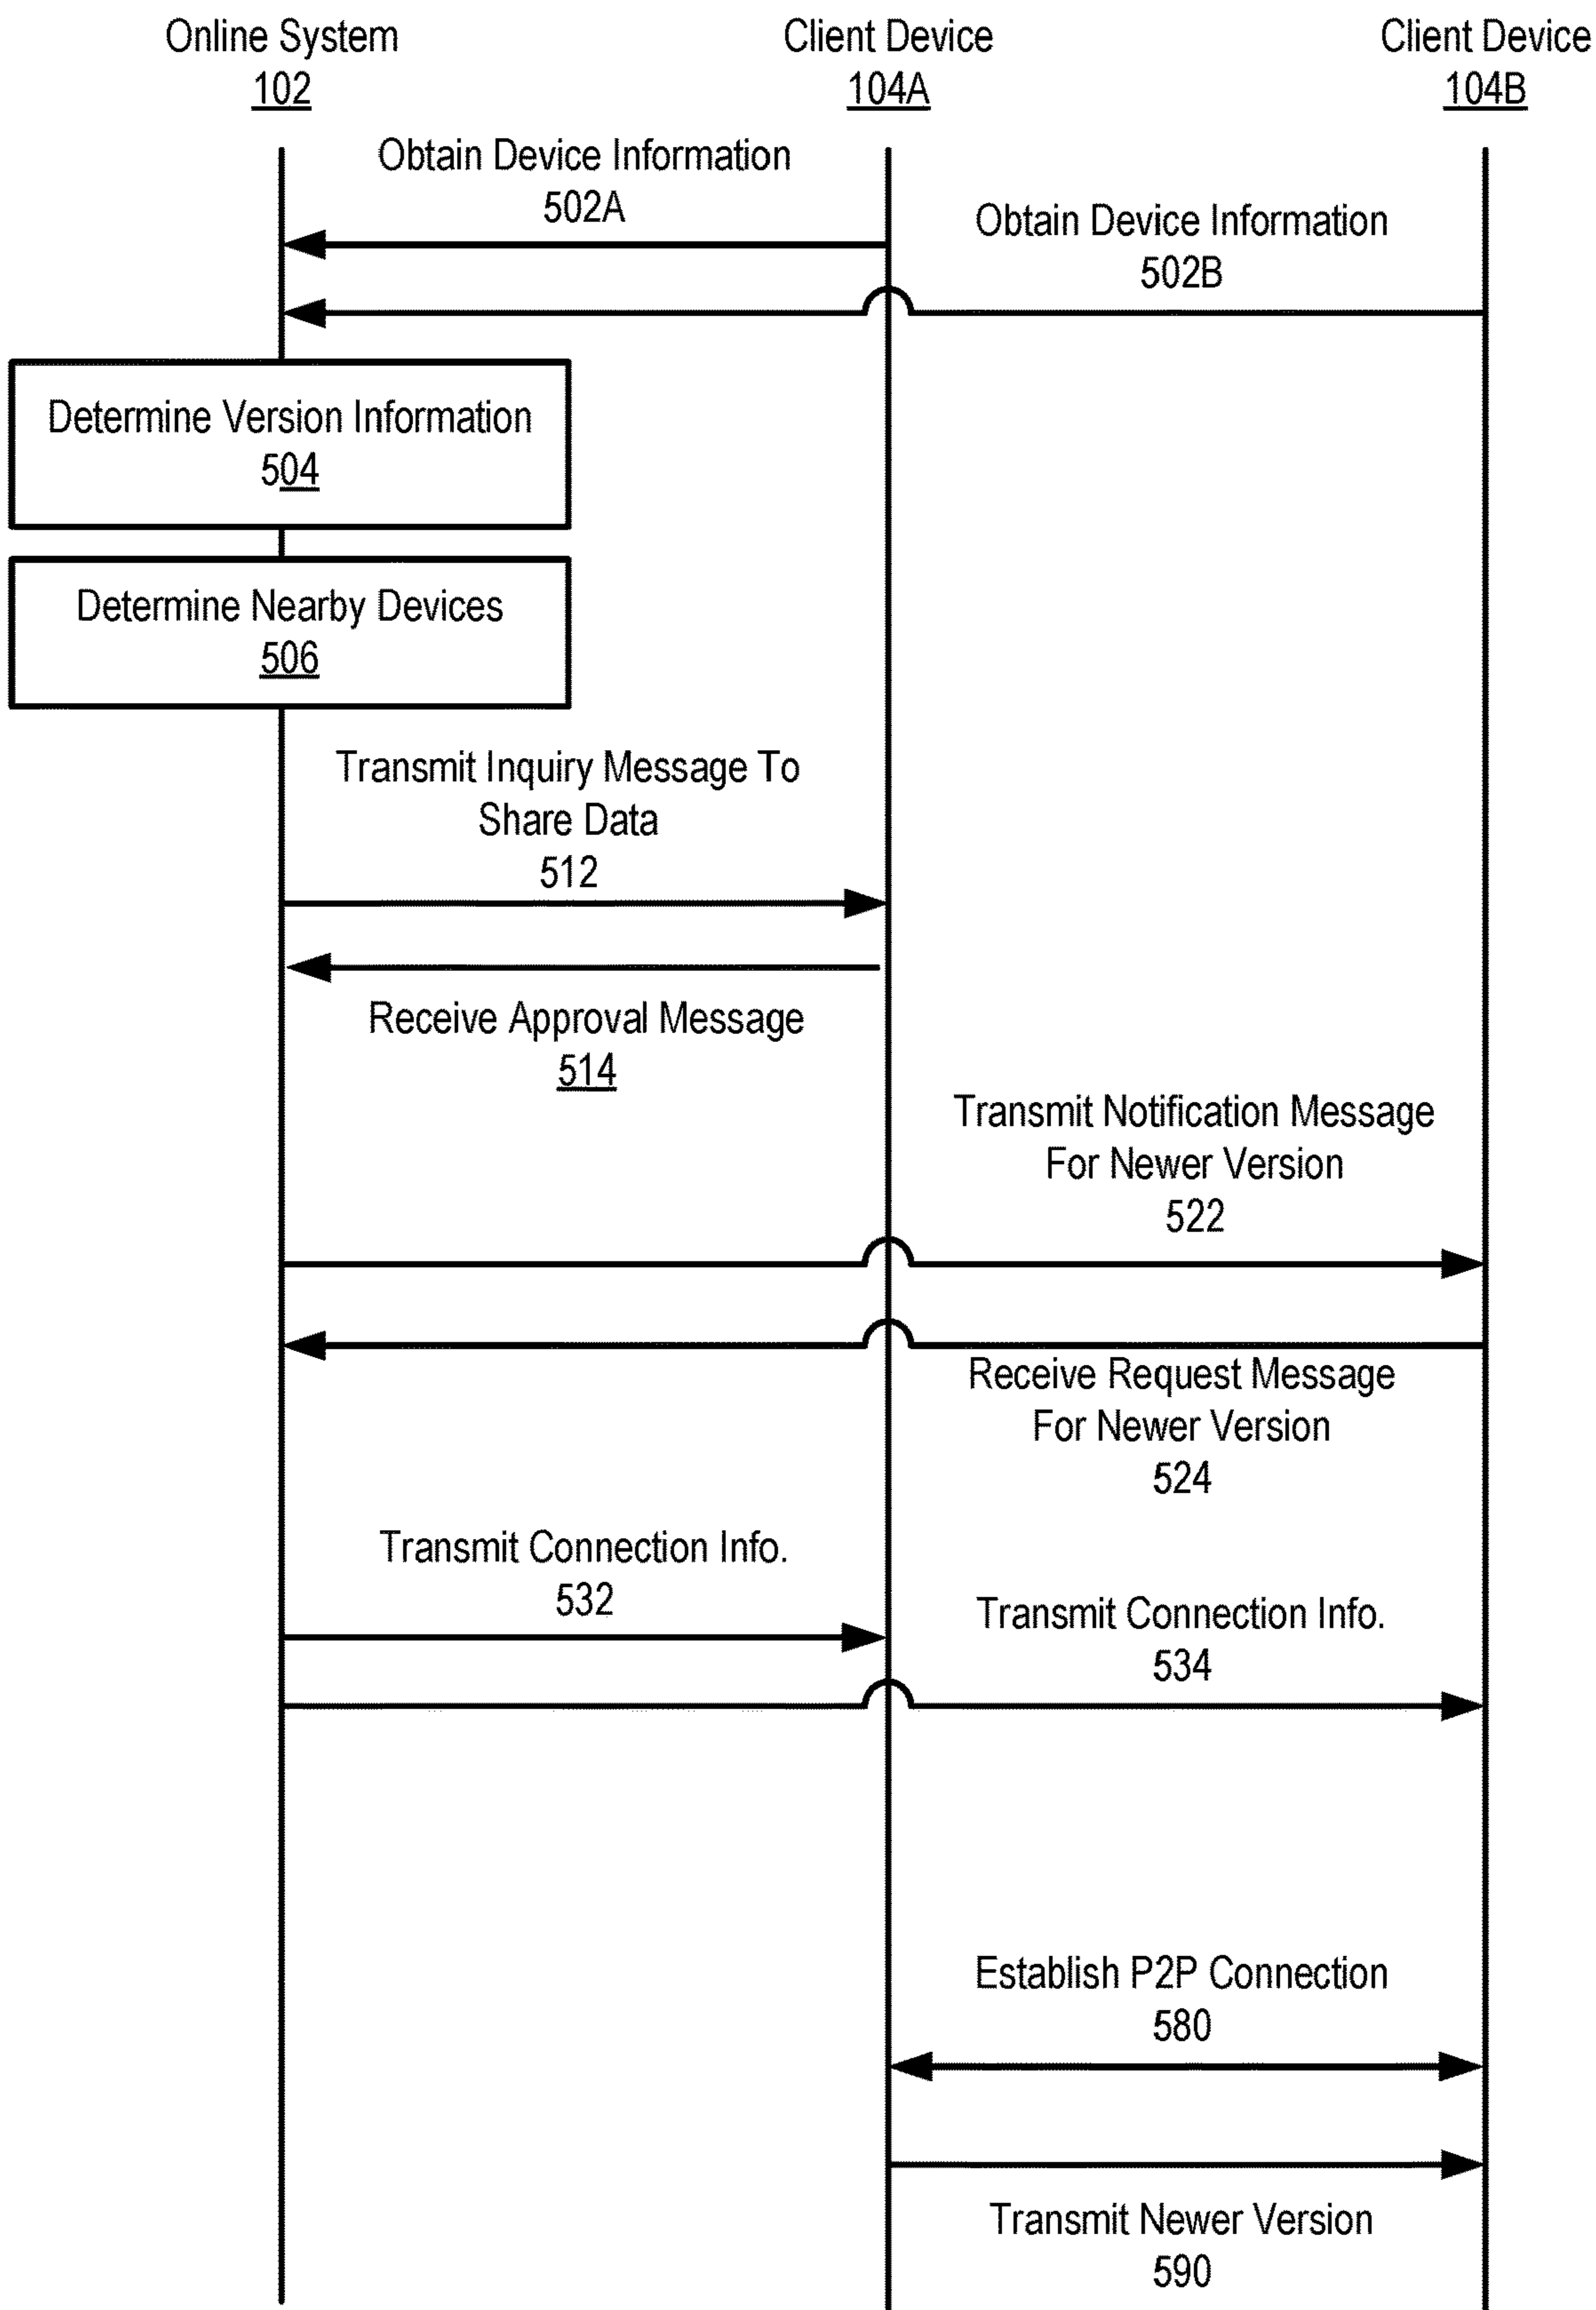 Online System
102
Client Device
104A
Client Device
104B
Obtain Device Information
502A
Obtain Device Information
502B
Determine Version Information
504
Determine Nearby Devices
506
Transmit Inquiry Message To
Share Data
512
Receive Approval Message
514
Transmit Notification Message
For Newer Version
522
Receive Request Message
For Newer Version
524
Transmit Connection Info.
532
Transmit Connection Info.
534
Establish P2P Connection
580
Transmit Newer Version
590